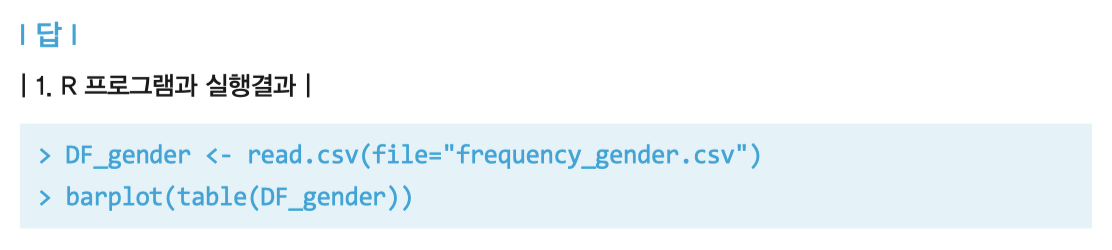 | 답 |
| 1. R 프로그램과 실행결과 |
> DF_gender <- read.csv(file="frequency_gender.csv")
> barplot(table(DF_gender))